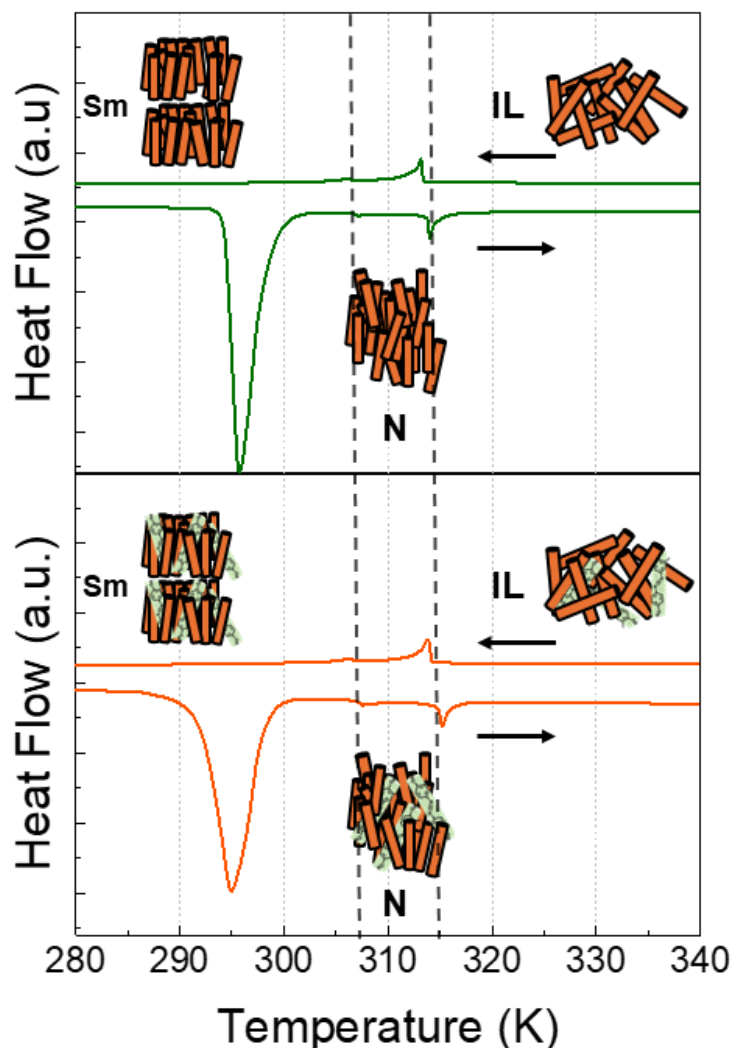 Heat Flow (a.u)
Sm
IL
N
Heat Flow (a.u.)
Sm
IL
N
280 290 300 310 320 330 340
Temperature (K)